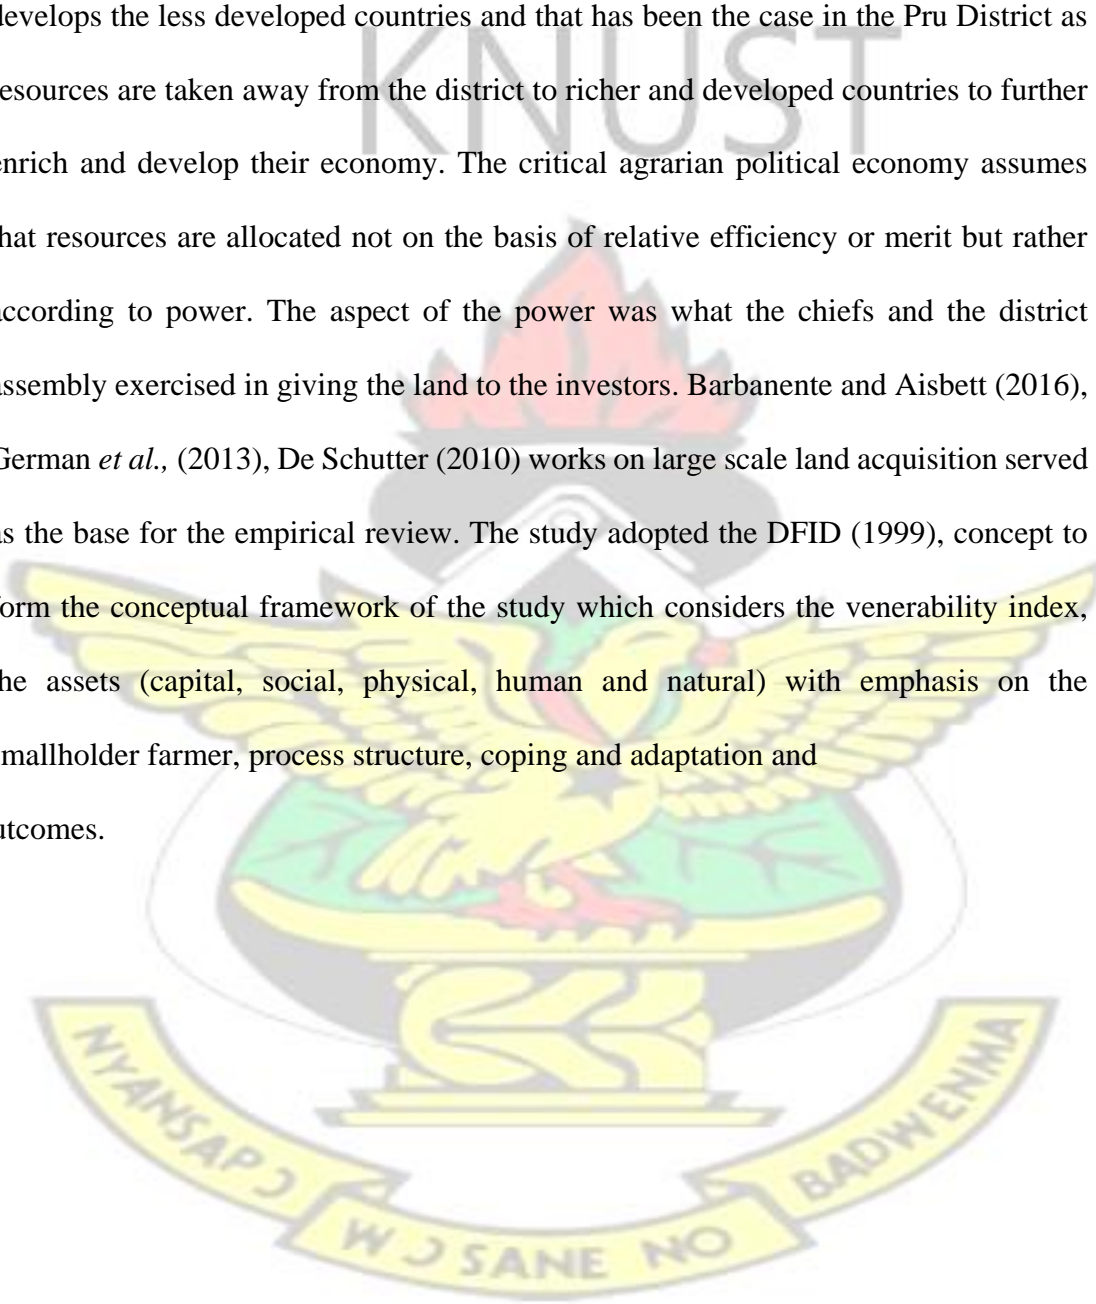 KNUST
develops the less developed countries and that has been the case in the Pru District as
resources are taken away from the district to richer and developed countries to further
enrich and develop their economy. The critical agrarian political economy assumes
that resources are allocated not on the basis of relative efficiency or merit but rather
according to power. The aspect of the power was what the chiefs and the district
assembly exercised in giving the land to the investors. Barbanente and Aisbett (2016),
German et al., (2013), De Schutter (2010) works on large scale land acquisition served
as the base for the empirical review. The study adopted the DFID (1999), concept to
form the conceptual framework of the study which considers the venerability index,
the assets (capital, social, physical, human and natural) with emphasis on the
smallholder farmer, process structure, coping and adaptation and
outcomes.
NYANSAPƆ WƆSANE NO BADWENMA